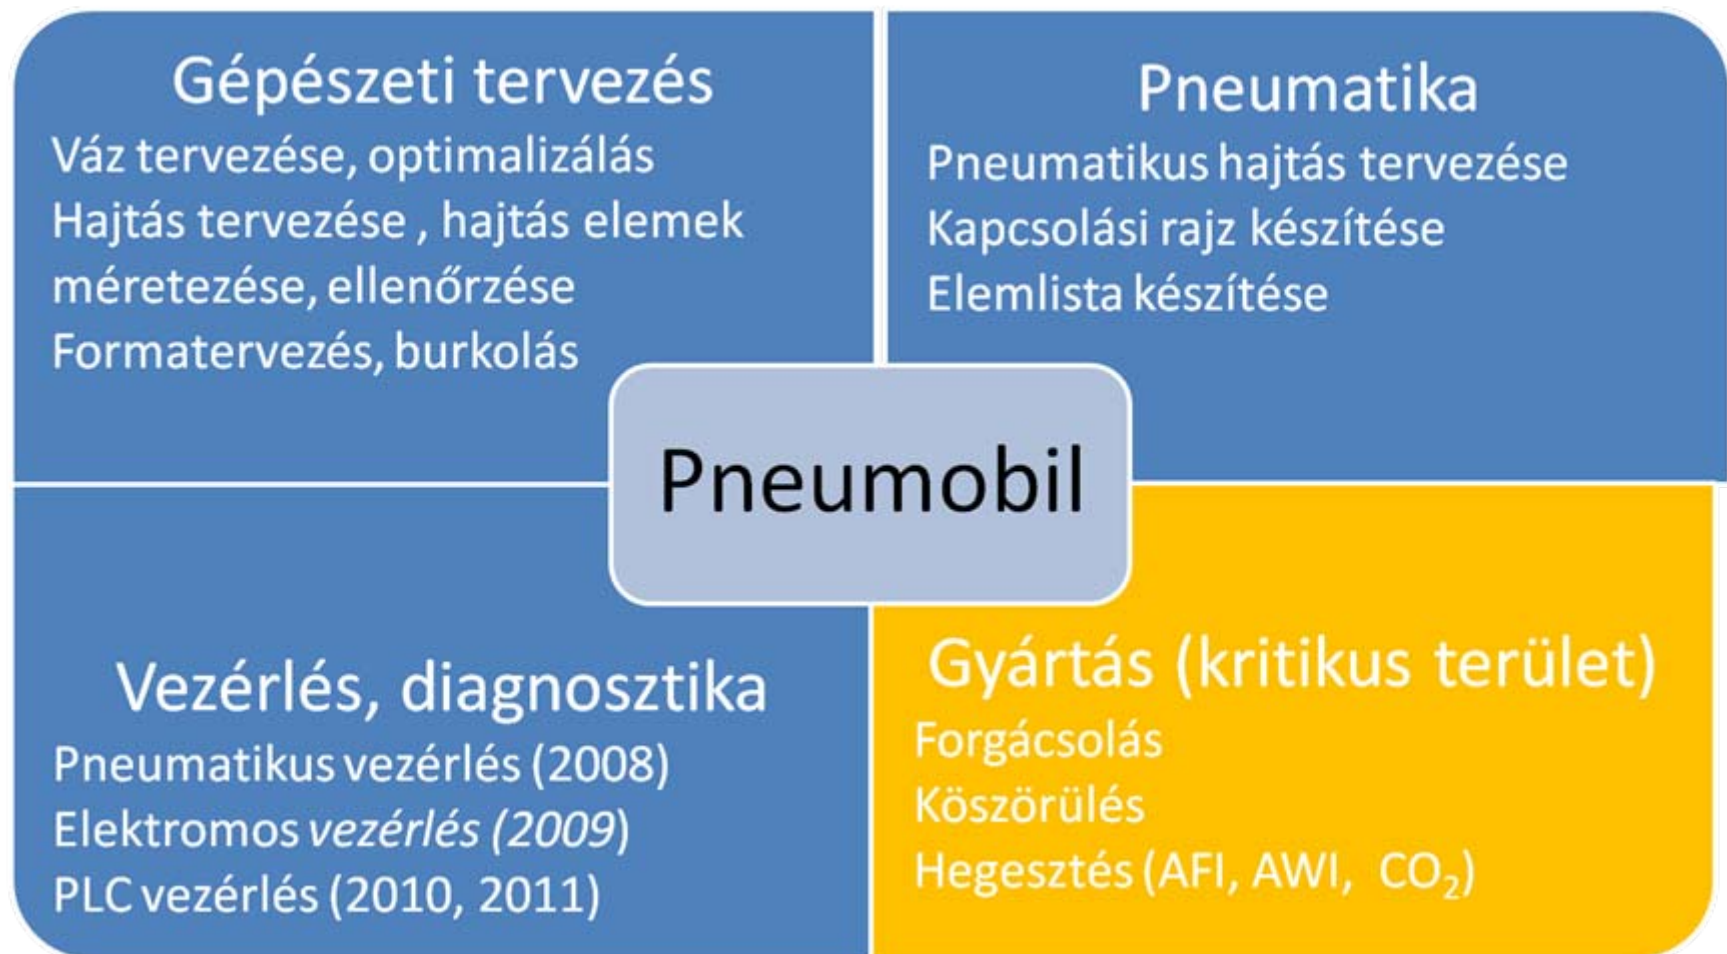 Gépészeti tervezés
Váz tervezése, optimalizálás
Hajtás tervezése , hajtás elemek
méretezése, ellenőrzése
Formatervezés, burkolás
Pneumatika
Pneumatikus hajtás tervezése
Kapcsolási rajz készítése
Elemlista készítése
Pneumobil
Vezérlés, diagnosztika
Pneumatikus vezérlés (2008)
Elektromos vezérlés (2009)
PLC vezérlés (2010, 2011)
Gyártás (kritikus terület)
Forgácsolás
Köszörülés
Hegesztés (AFI, AWI, CO₂)